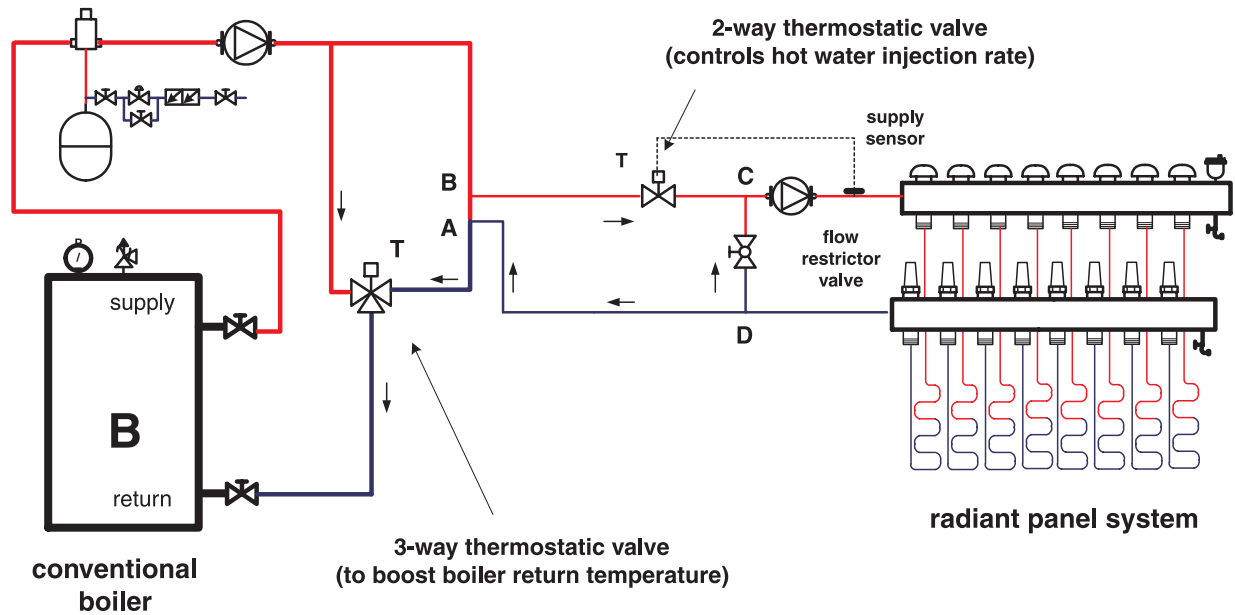 2-way thermostatic valve
(controls hot water injection rate)
supply
sensor
T
B
C
A
flow
restrictor
valve
T
supply
D
B
return
radiant panel system
3-way thermostatic valve
(to boost boiler return temperature)
conventional
boiler